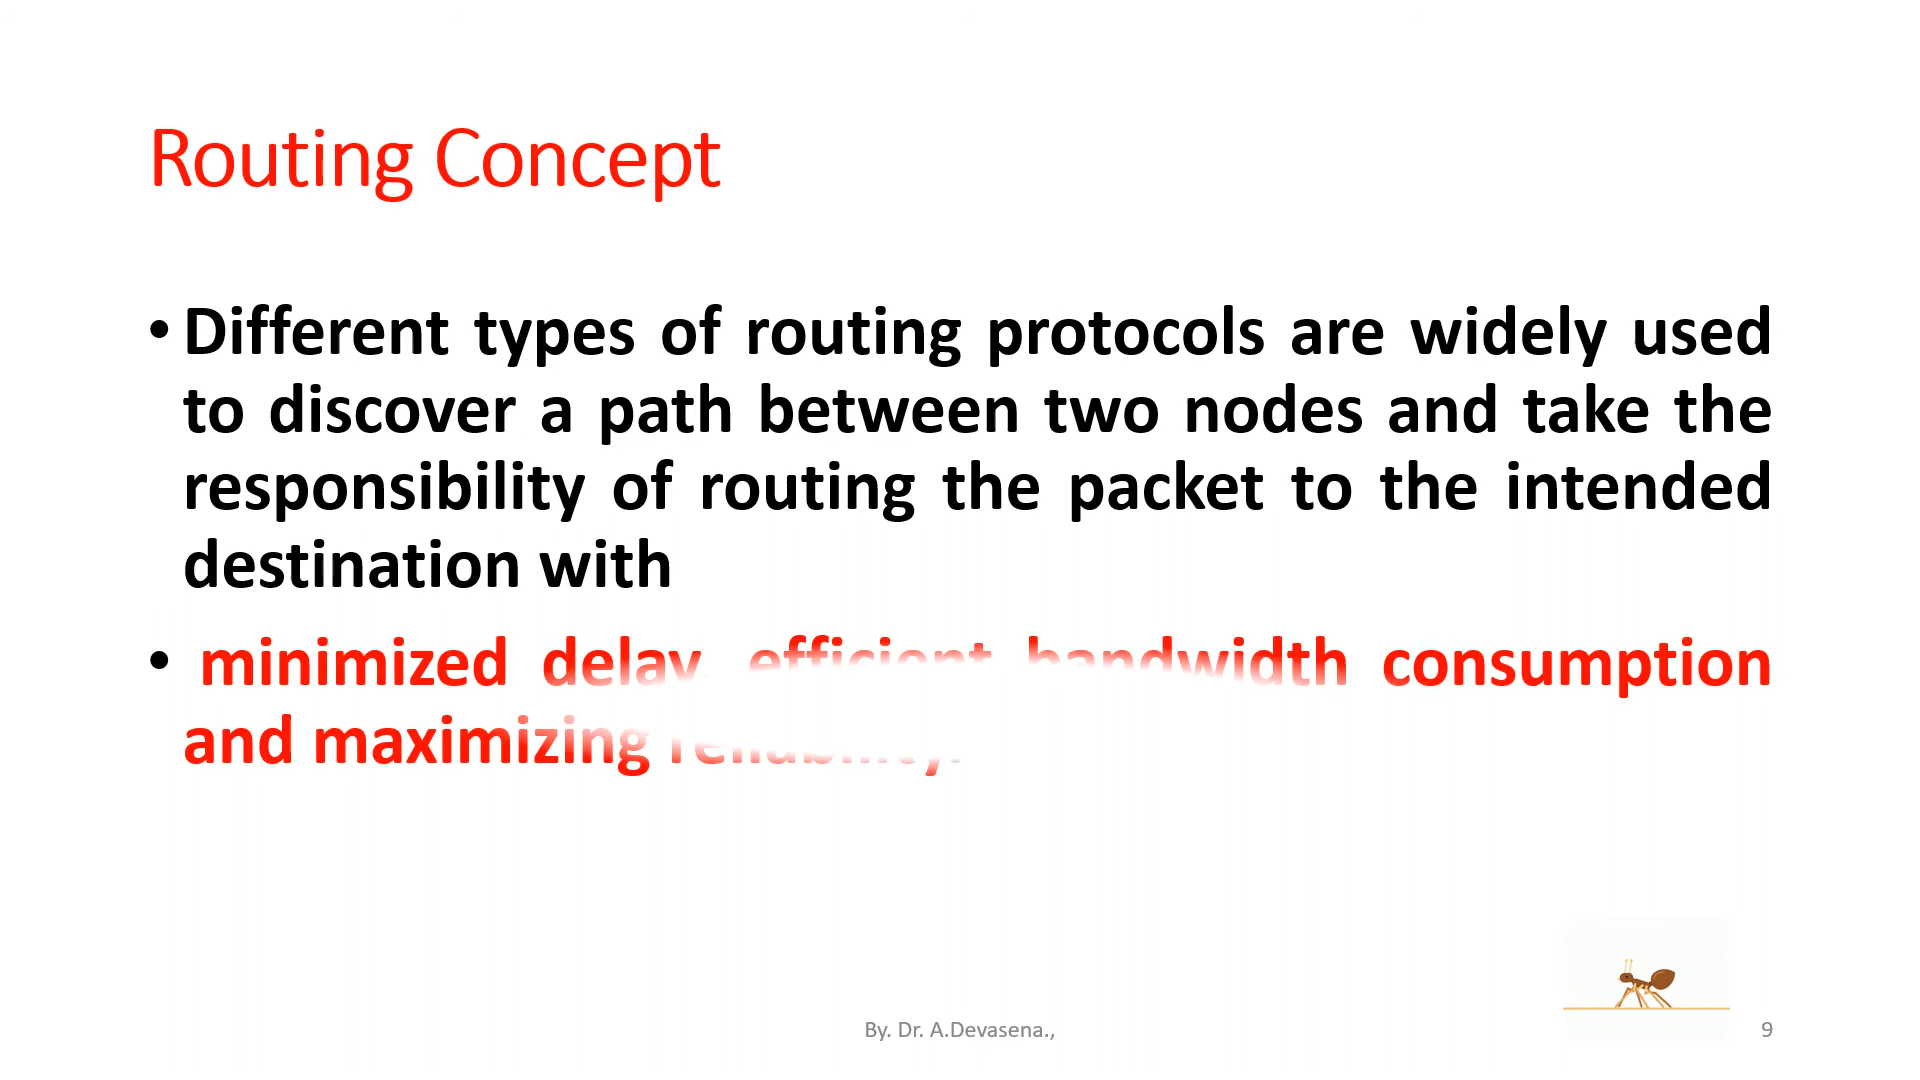 Routing Concept
• Different types of routing protocols are widely used
to discover a path between two nodes and take the
responsibility of routing the packet to the intended
destination with
• minimized delay, efficient bandwidth consumption
and maximizing reliability.
By. Dr. A.Devasena.,
9